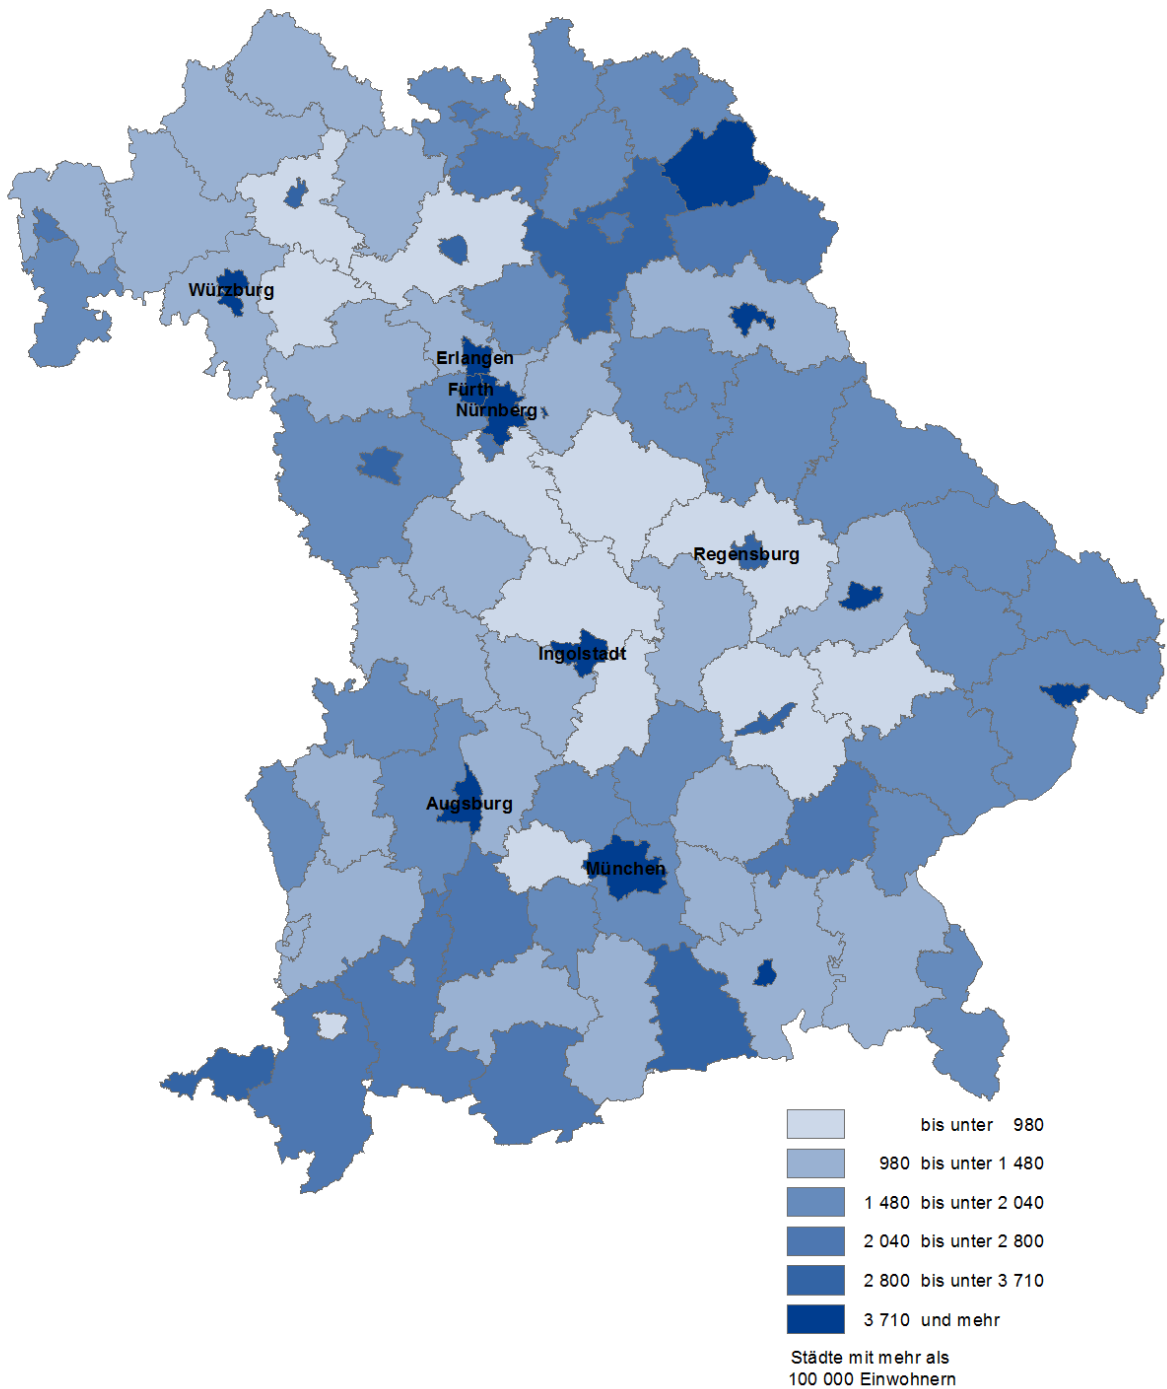 Würzburg
Erlangen
Fürth
Nürnberg
Regensburg
Ingolstadt
Augsburg
München
bis unter 980
980 bis unter 1 480
1 480 bis unter 2 040
2 040 bis unter 2 800
2 800 bis unter 3 710
3 710 und mehr
Städte mit mehr als
100 000 Einwohnern